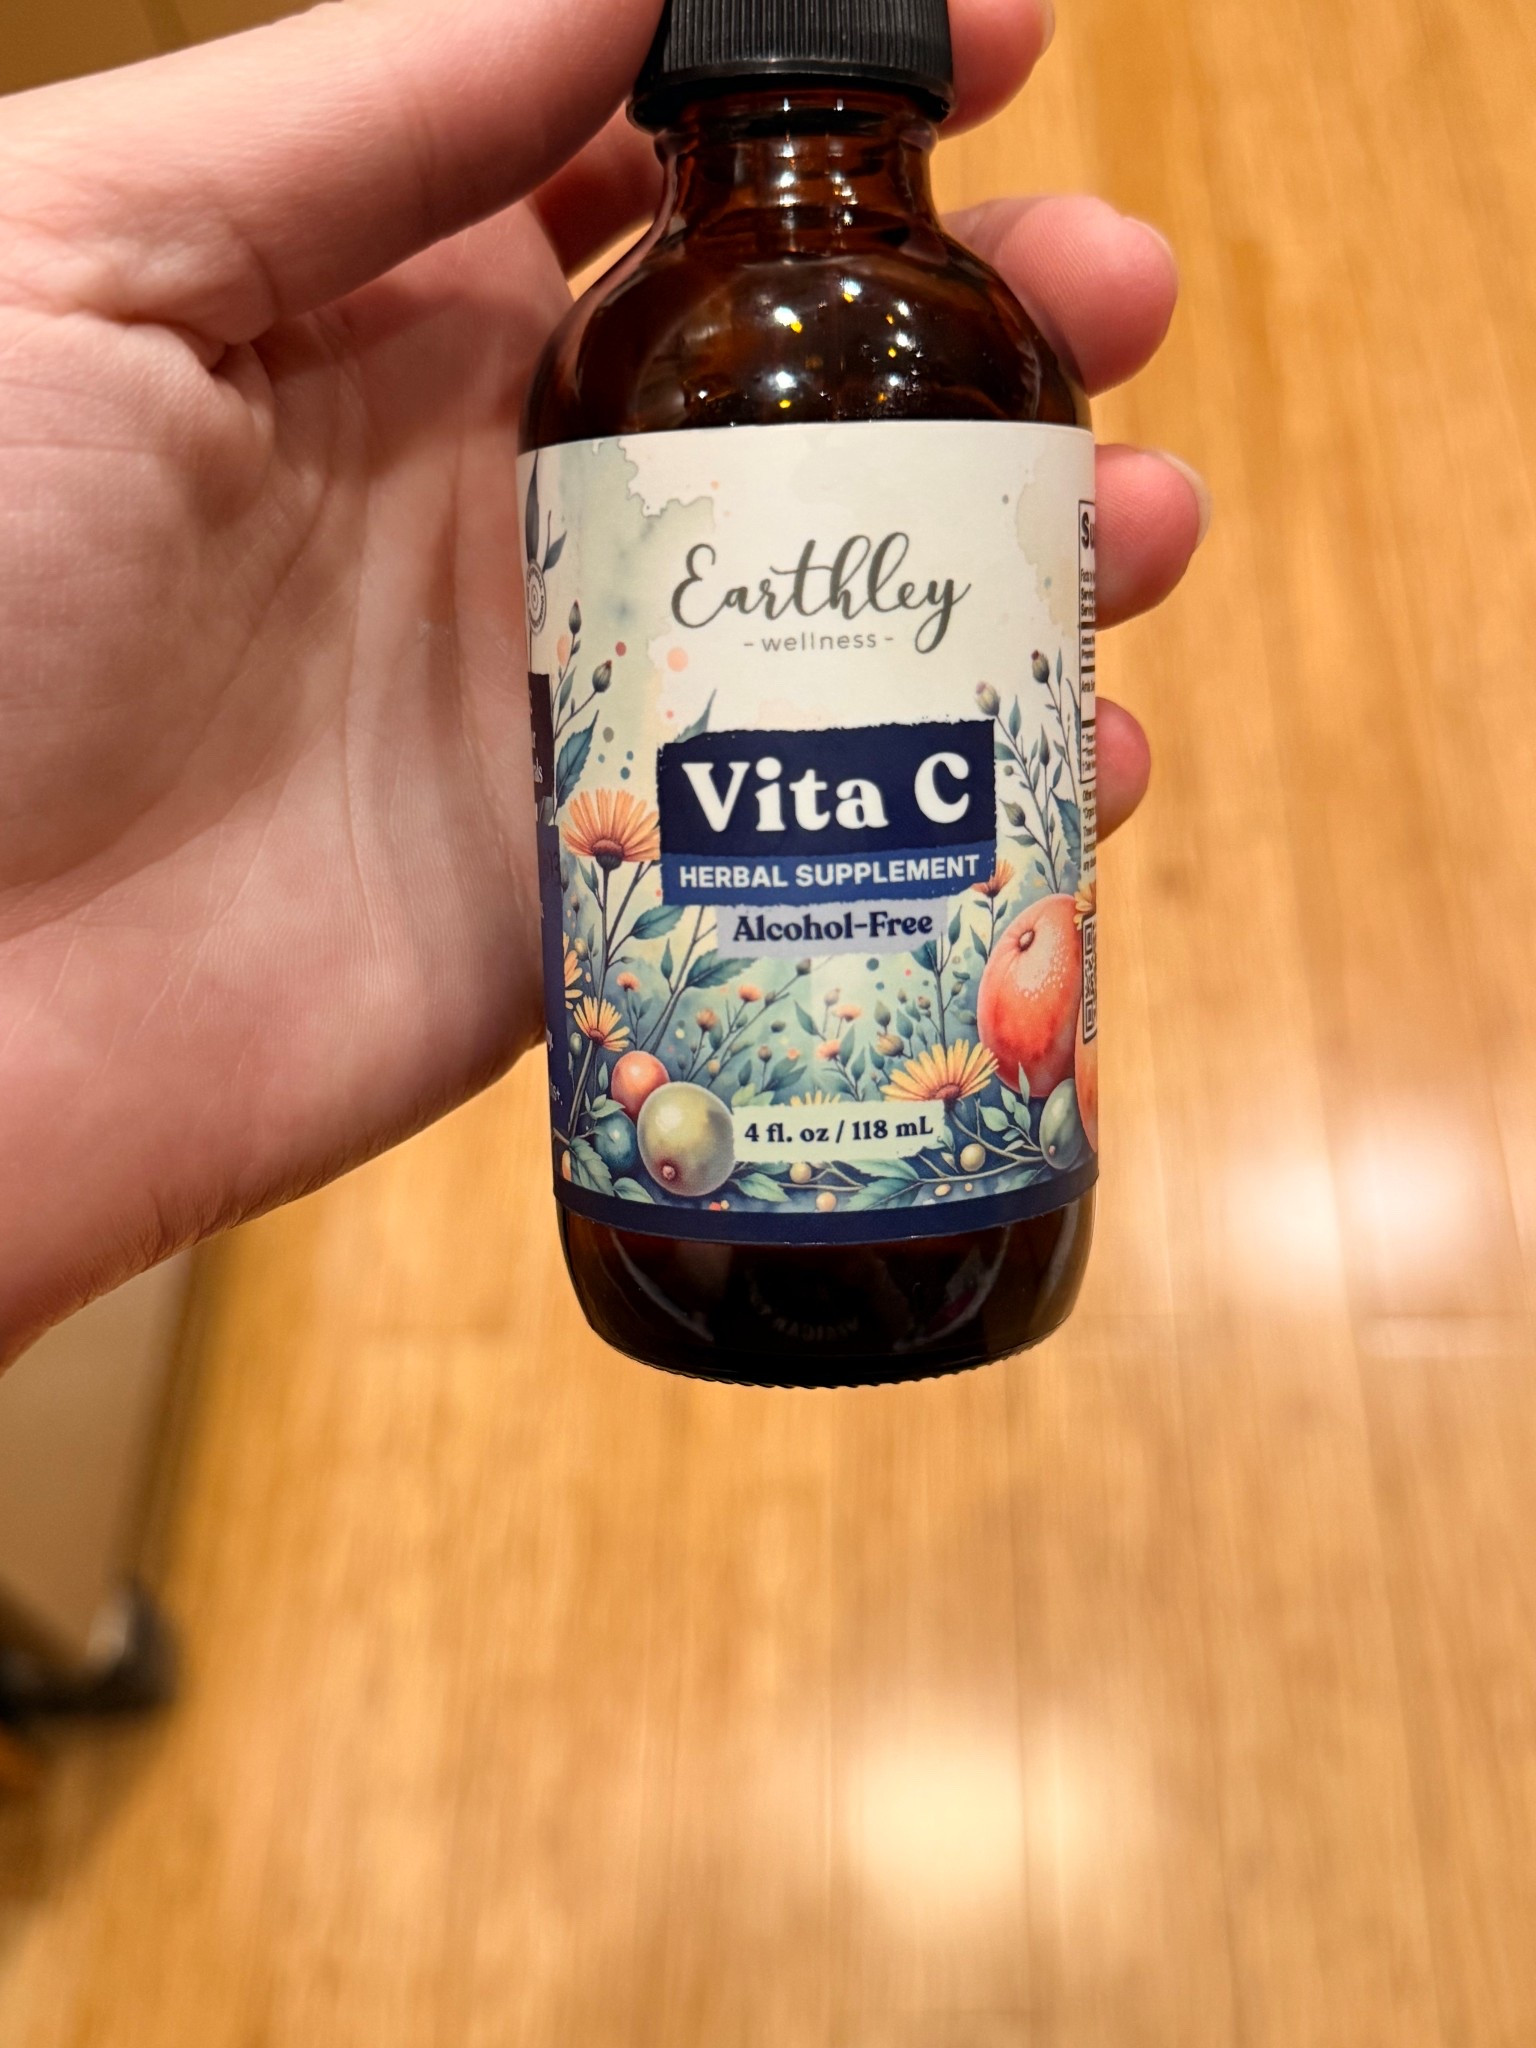 Earthley
- wellness -
Vita C
HERBAL SUPPLEMENT
Alcohol-Free
4 fl. oz / 118 mL